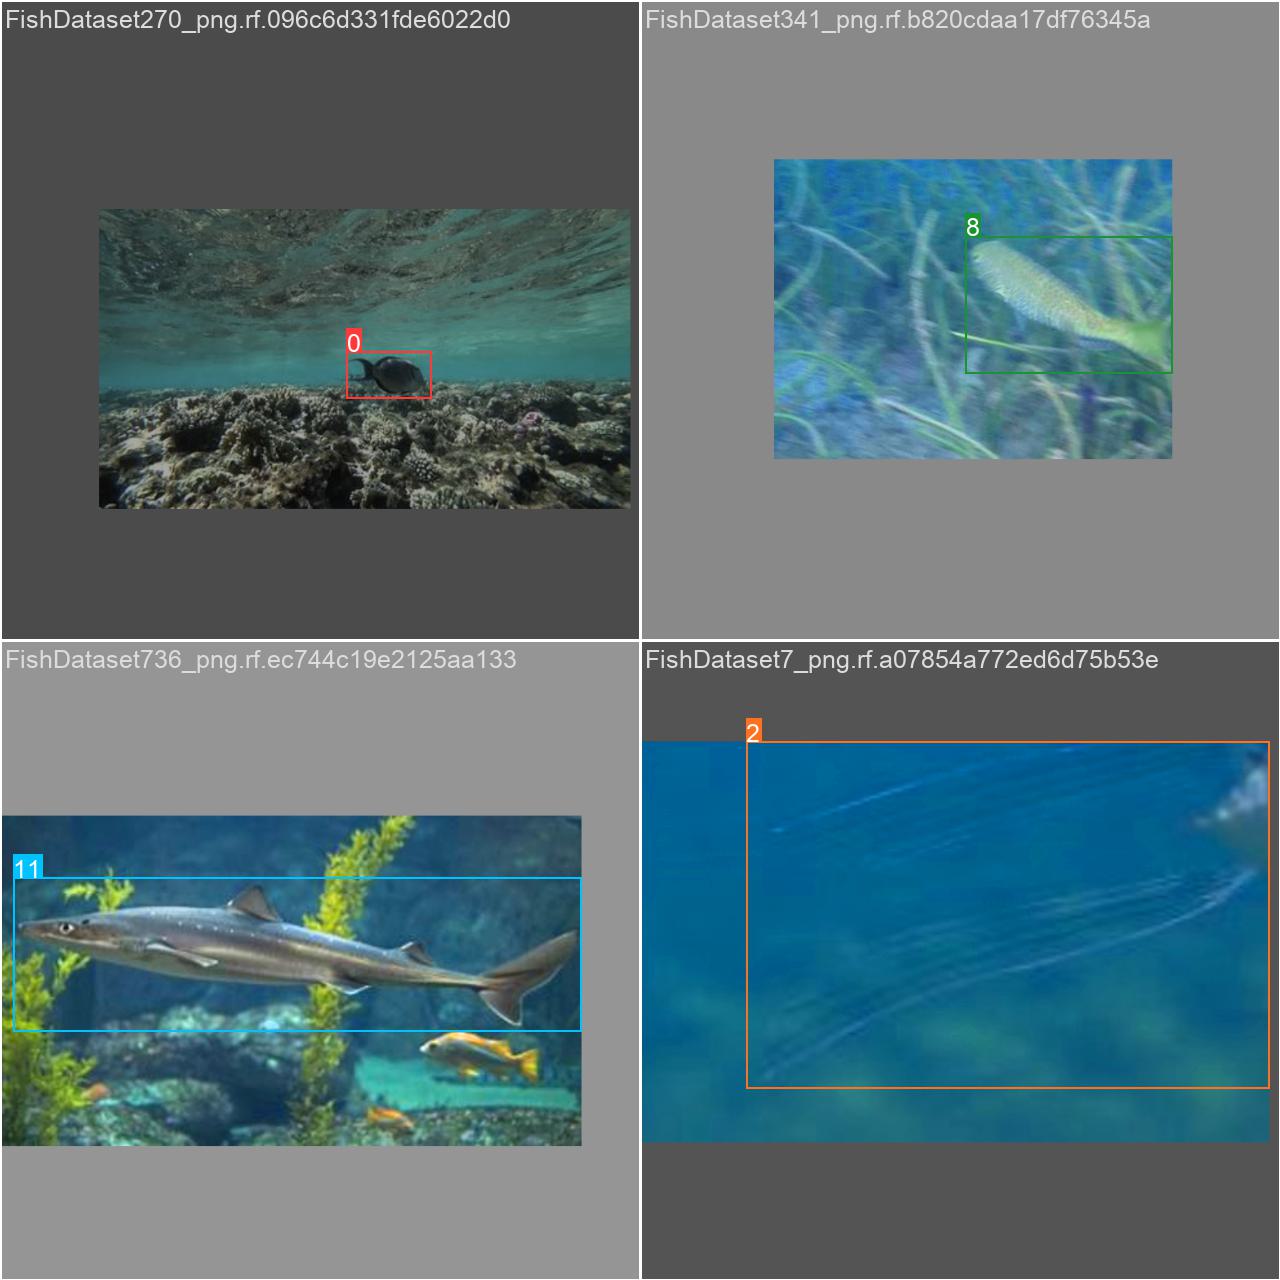 FishDataset270_png.rf.096c6d331fde6022d0
FishDataset341_png.rf.b820cdaa17df76345a
0
8
FishDataset736_png.rf.ec744c19e2125aa133
FishDataset7_png.rf.a07854a772ed6d75b53e
2
11